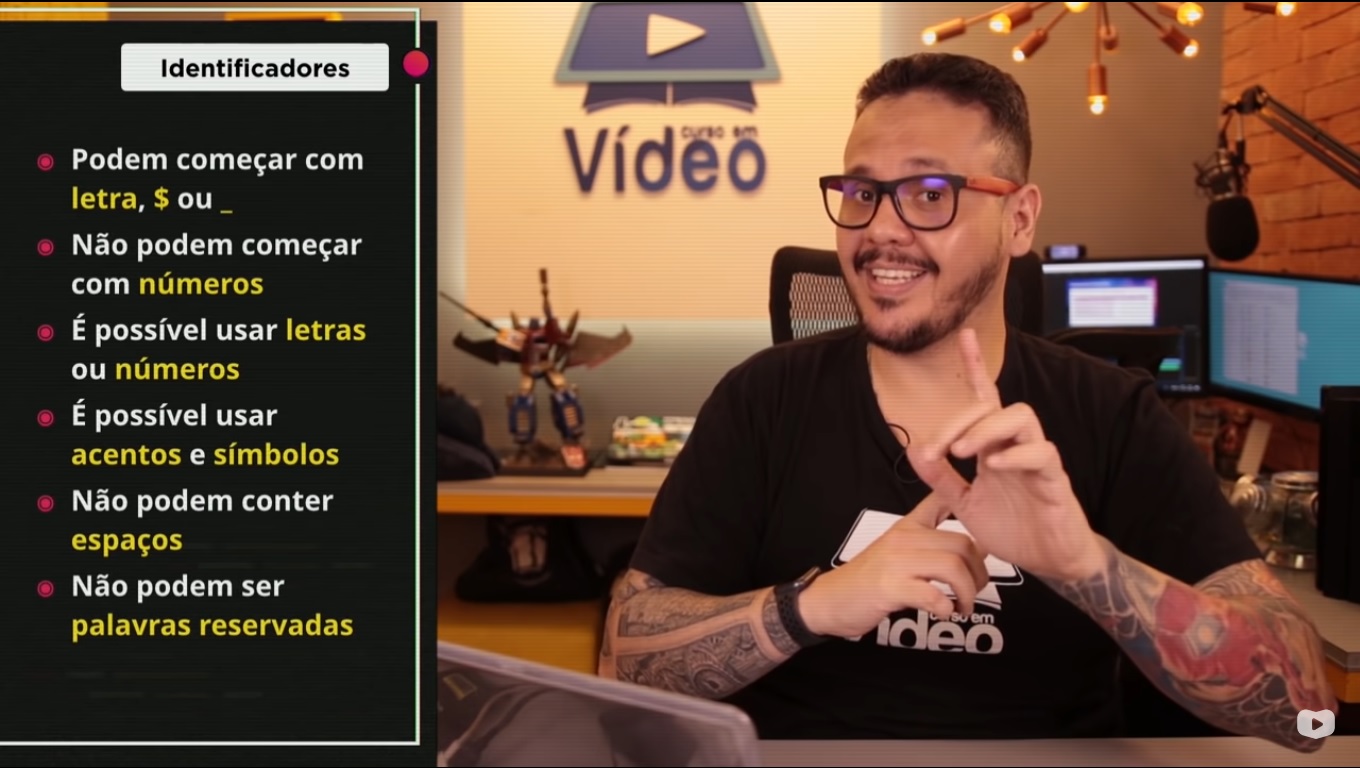 Identificadores
Podem começar com
letra, $ ou _
Não podem começar
com números
É possível usar letras
ou números
É possível usar
acentos e símbolos
Não podem conter
espaços
Não podem ser
palavras reservadas
curso em
Vídeo
curso em
Vídeo